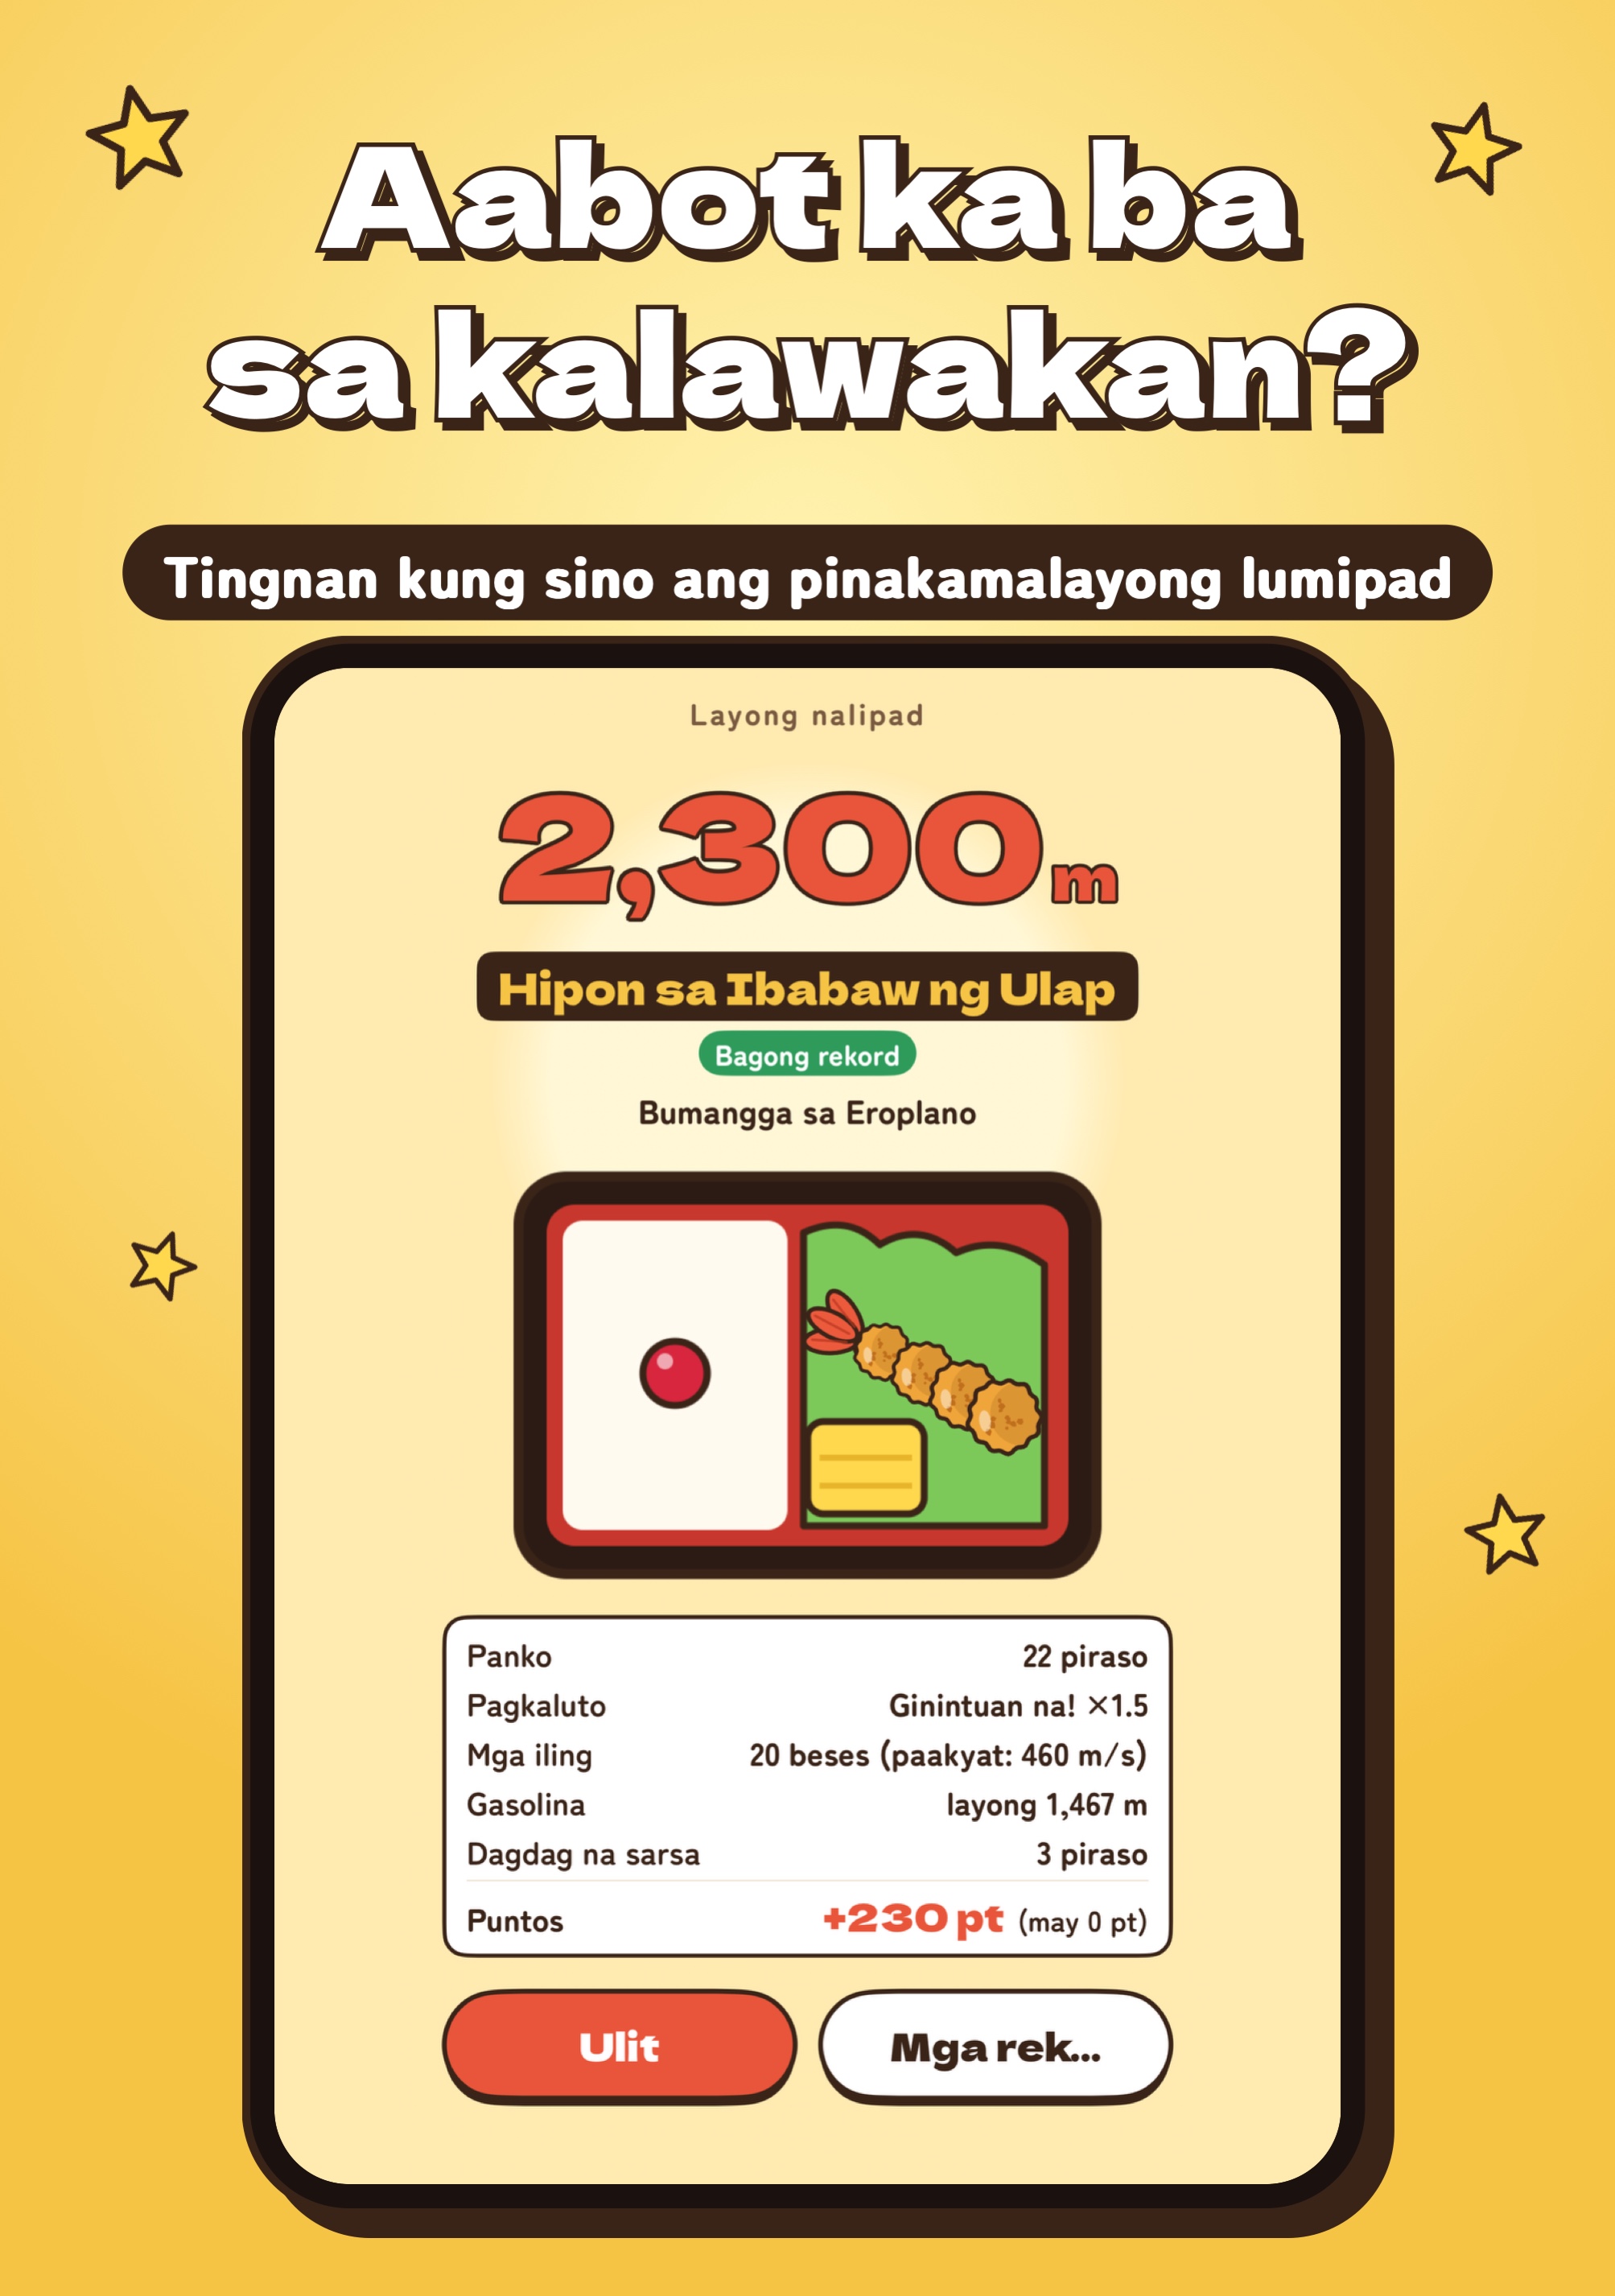 Aabot ka ba
sa kalawakan?
Tingnan kung sino ang pinakamalayong lumipad
Layong nalipad
2,300 m
Hipon sa Ibabaw ng Ulap
Bagong rekord
Bumangga sa Eroplano
Panko 22 piraso
Pagkaluto Ginintuan na! ×1.5
Mga iling 20 beses (paakyat: 460 m/s)
Gasolina layong 1,467 m
Dagdag na sarsa 3 piraso
Puntos +230 pt (may 0 pt)
Ulit Mga rek...